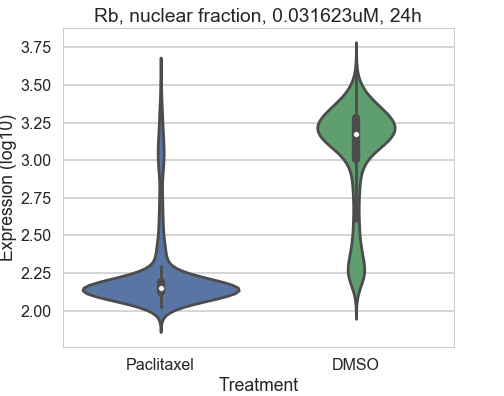 Rb, nuclear fraction, 0.031623uM, 24h
3.75
3.50
3.25
3.00
2.75
2.50
2.25
2.00
Expression (log10)
Paclitaxel DMSO
Treatment